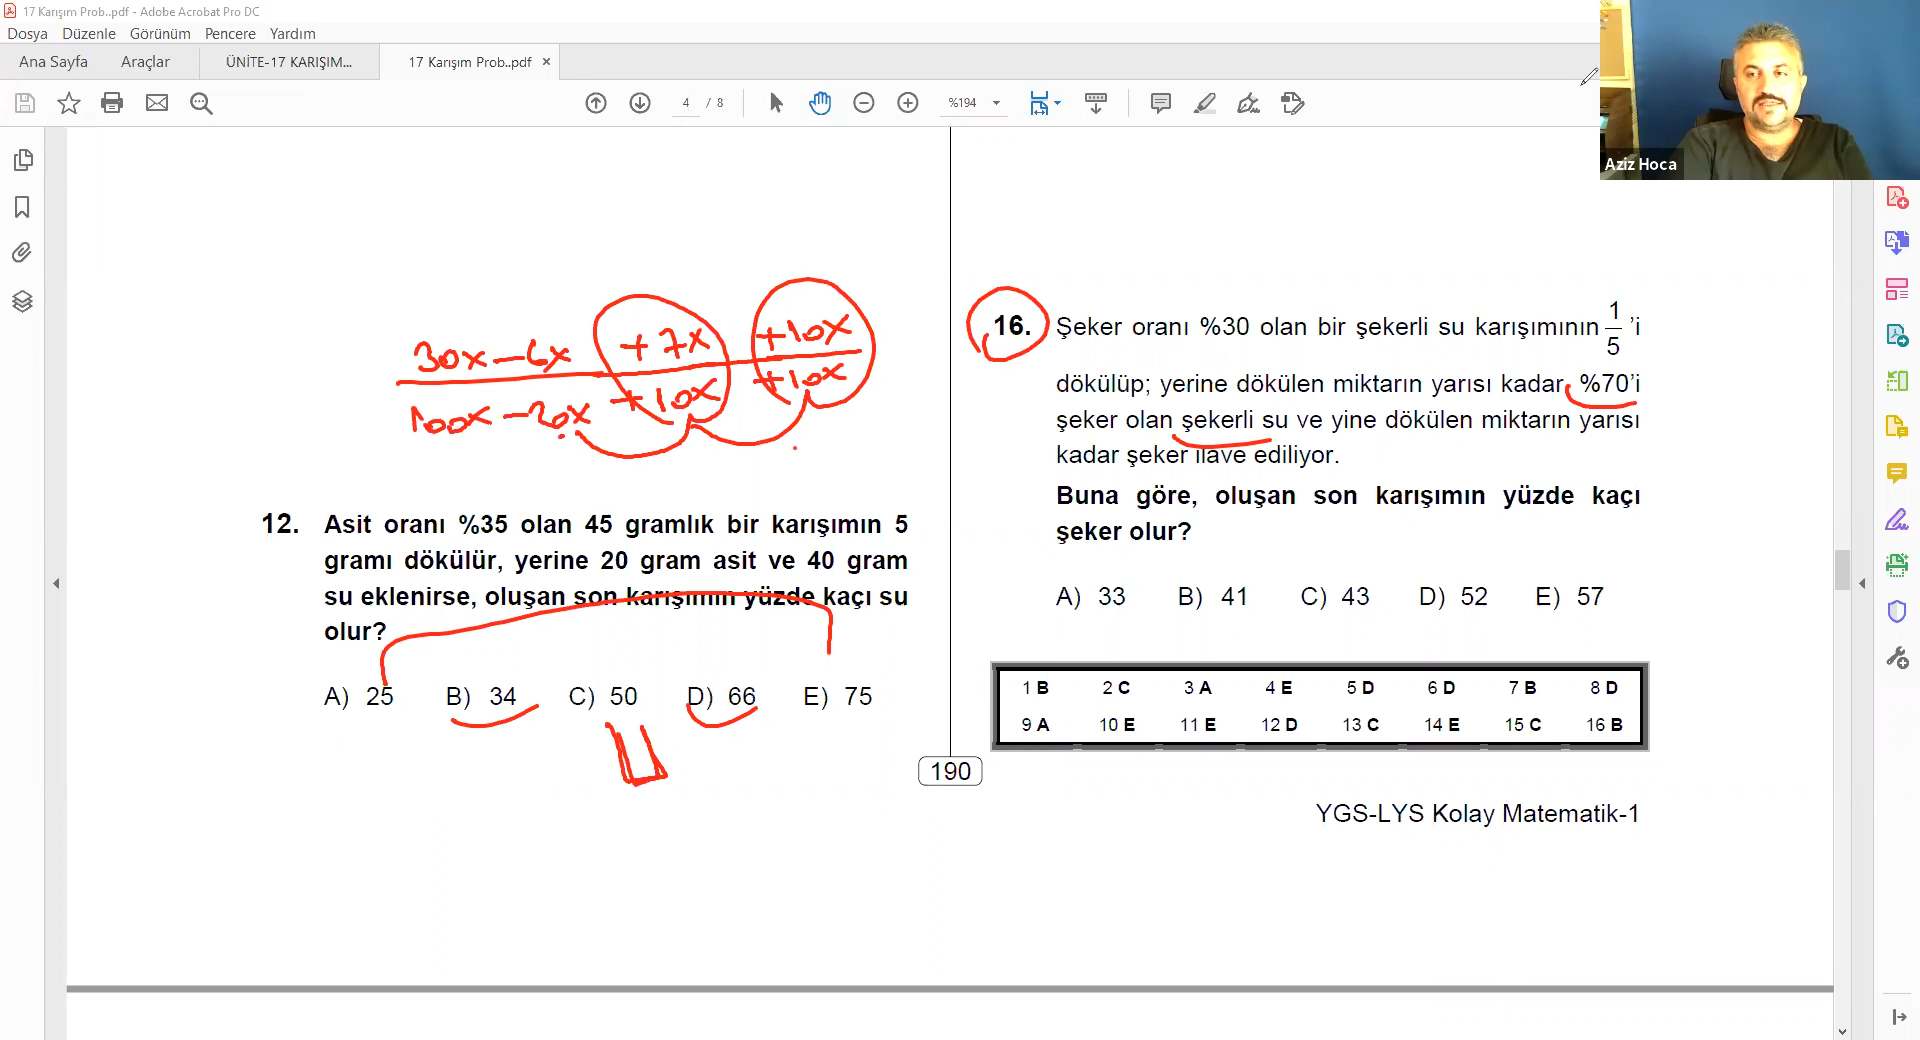 17 Karışım Prob..pdf - Adobe Acrobat Pro DC
Dosya Düzenle Görünüm Pencere Yardım
Ana Sayfa Araçlar ÜNİTE-17 KARIŞIM... 17 Karışım Prob..pdf ×
4 / 8 %194
Aziz Hoca
30x-6x +7x +10x
100x-20x +10x +10x
12. Asit oranı %35 olan 45 gramlık bir karışımın 5
gramı dökülür, yerine 20 gram asit ve 40 gram
su eklenirse, oluşan son karışımın yüzde kaçı su
olur?
A) 25 B) 34 C) 50 D) 66 E) 75
16. Şeker oranı %30 olan bir şekerli su karışımının 1/5 'i
dökülüp; yerine dökülen miktarın yarısı kadar %70'i
şeker olan şekerli su ve yine dökülen miktarın yarısı
kadar şeker ilave ediliyor.
Buna göre, oluşan son karışımın yüzde kaçı
şeker olur?
A) 33 B) 41 C) 43 D) 52 E) 57
1 B 2 C 3 A 4 E 5 D 6 D 7 B 8 D
9 A 10 E 11 E 12 D 13 C 14 E 15 C 16 B
190
YGS-LYS Kolay Matematik-1